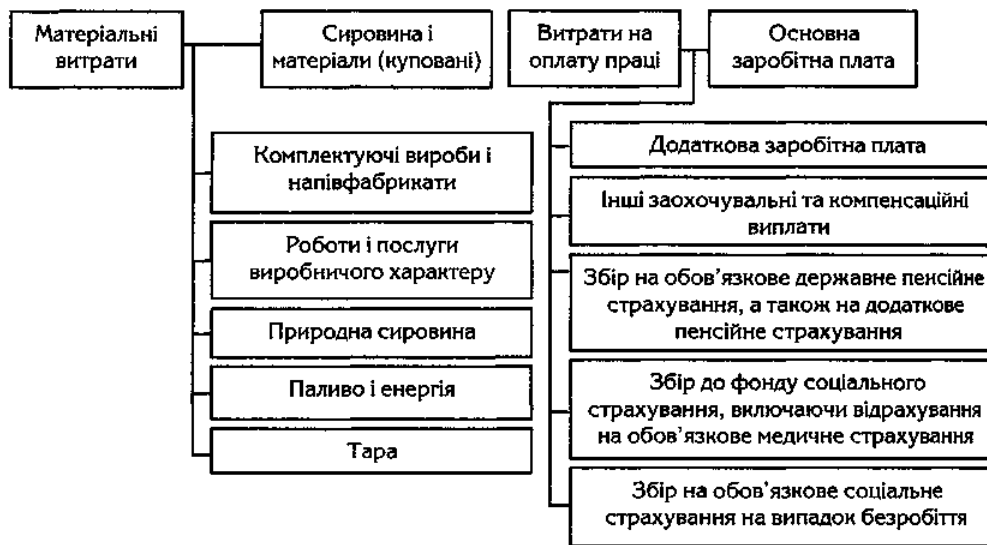 Матеріальні
витрати
Сировина і
матеріали (куповані)
Комплектуючі вироби і
напівфабрикати
Роботи і послуги
виробничого характеру
Природна сировина
Паливо і енергія
Тара
Витрати на
оплату праці
Основна
заробітна плата
Додаткова заробітна плата
Інші заохочувальні та компенсаційні
виплати
Збір на обов’язкове державне пенсійне
страхування, а також на додаткове
пенсійне страхування
Збір до фонду соціального
страхування, включаючи відрахування
на обов’язкове медичне страхування
Збір на обов’язкове соціальне
страхування на випадок безробіття